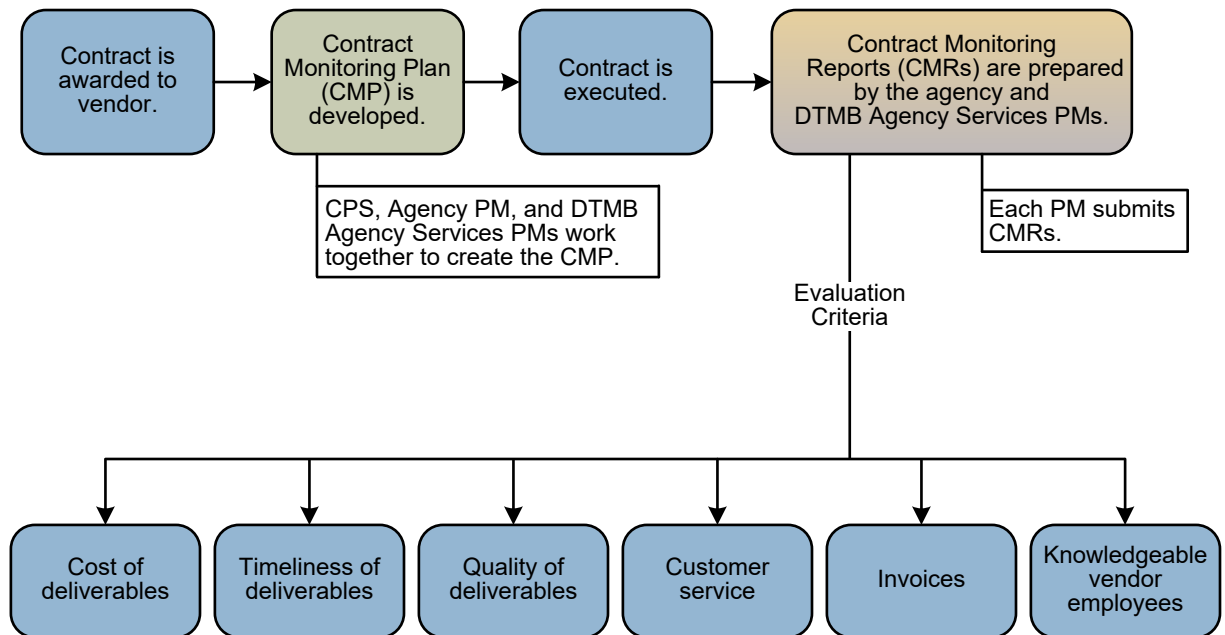 Contract is
awarded to
vendor.
Contract
Monitoring Plan
(CMP) is
developed.
Contract is
executed.
Contract Monitoring
Reports (CMRs) are prepared
by the agency and
DTMB Agency Services PMs.
CPS, Agency PM, and DTMB
Agency Services PMs work
together to create the CMP.
Each PM submits
CMRs.
Evaluation
Criteria
Cost of
deliverables
Timeliness of
deliverables
Quality of
deliverables
Customer
service
Invoices
Knowledgeable
vendor
employees